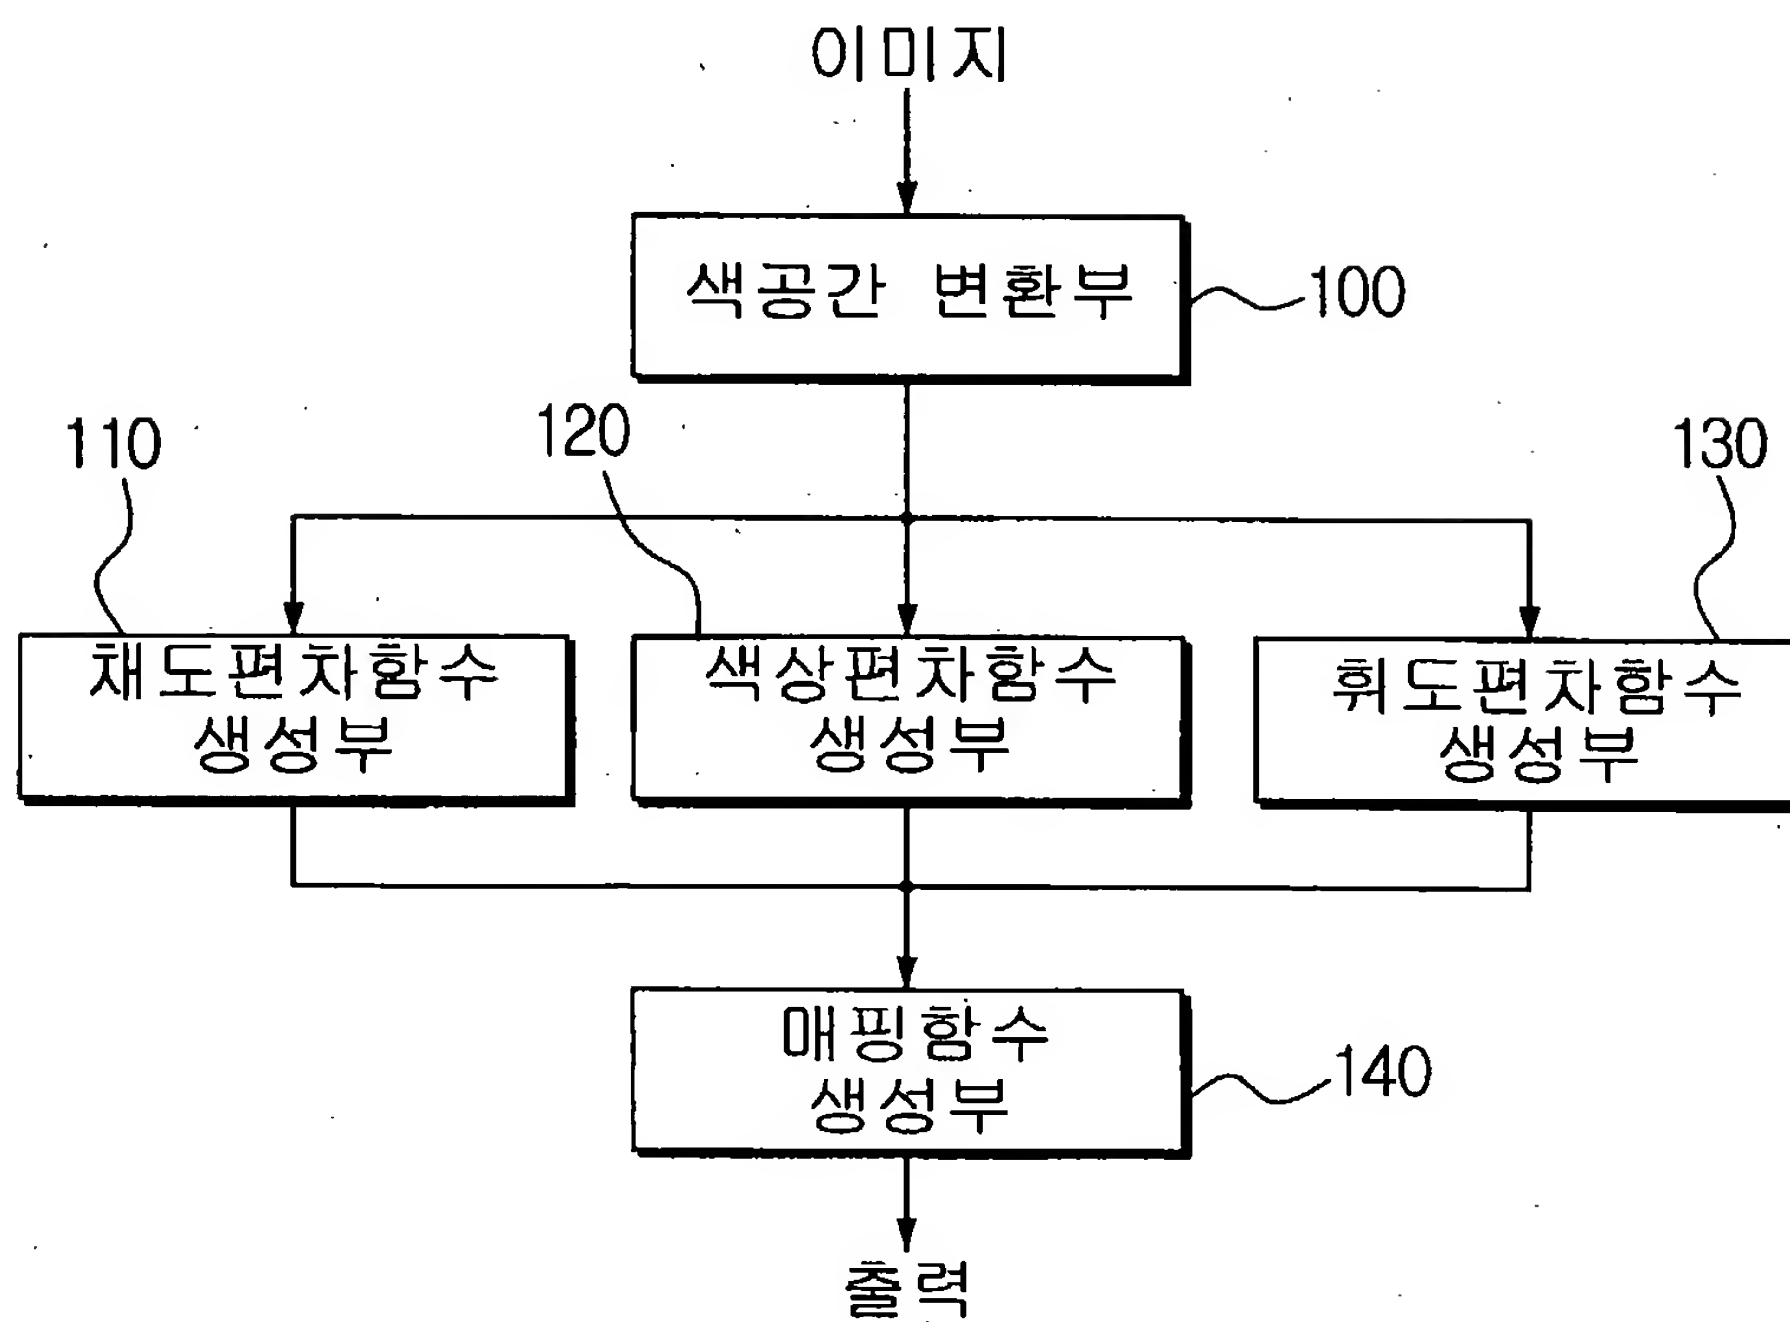 이미지
색공간 변환부
100
110
120
130
채도편차함수
생성부
색상편차함수
생성부
휘도편차함수
생성부
매핑함수
생성부
140
출력